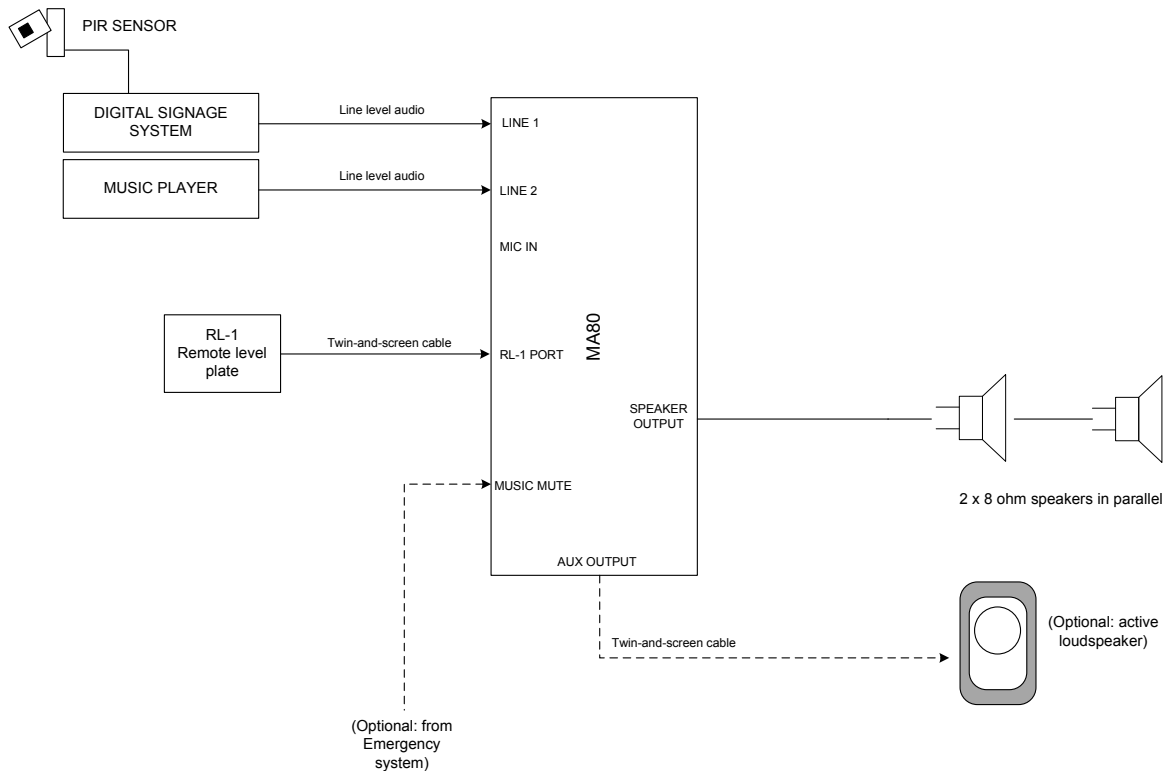 PIR SENSOR
DIGITAL SIGNAGE
SYSTEM
Line level audio
LINE 1
MUSIC PLAYER
Line level audio
LINE 2
MIC IN
RL-1
Remote level
plate
Twin-and-screen cable
RL-1 PORT
MA80
SPEAKER
OUTPUT
2 x 8 ohm speakers in parallel
MUSIC MUTE
AUX OUTPUT
Twin-and-screen cable
(Optional: active
loudspeaker)
(Optional: from
Emergency
system)